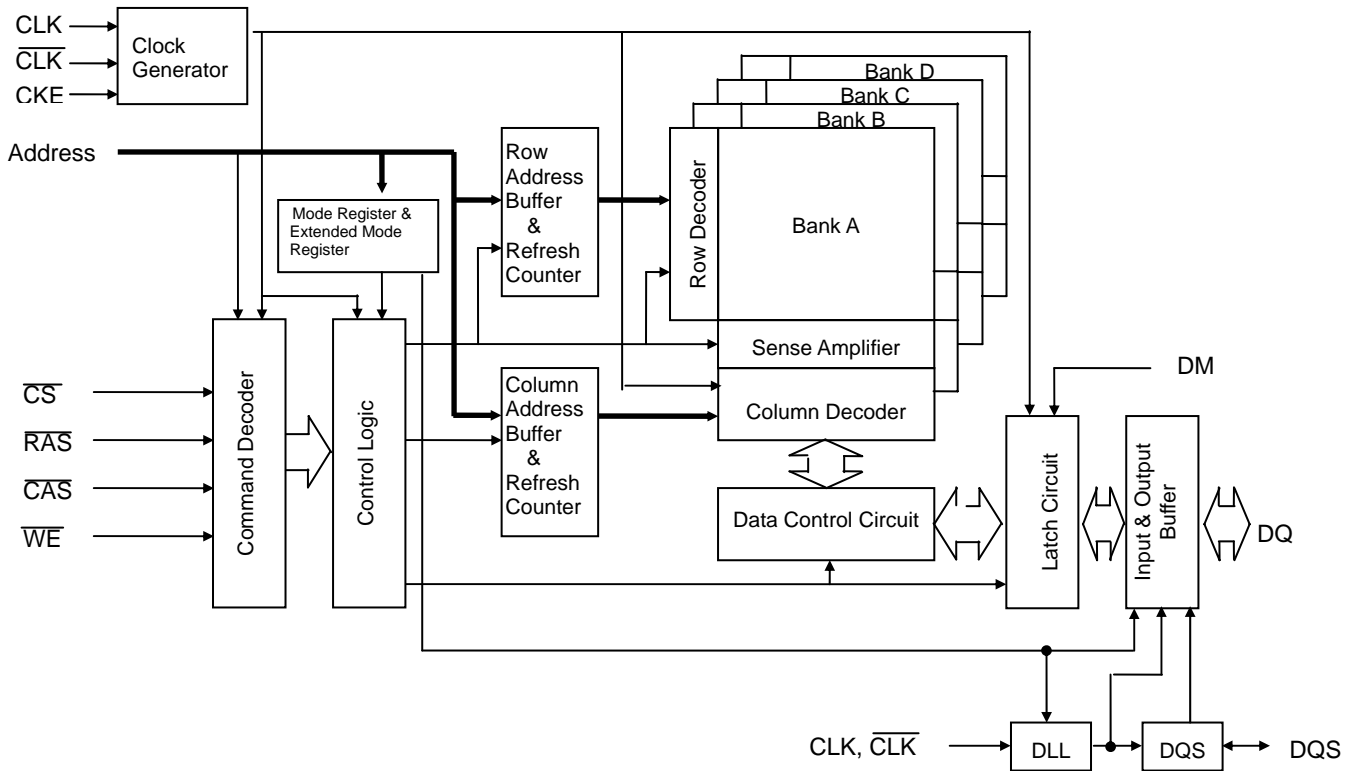 CLK
CLK
CKE
Clock
Generator
Address
Mode Register &
Extended Mode
Register
Row
Address
Buffer
&
Refresh
Counter
Bank D
Bank C
Bank B
Bank A
Row Decoder
Sense Amplifier
Column Decoder
CS
RAS
CAS
WE
Command Decoder
Control Logic
Column
Address
Buffer
&
Refresh
Counter
Data Control Circuit
DM
Latch Circuit
Input & Output
Buffer
DQ
CLK, CLK
DLL
DQS
DQS